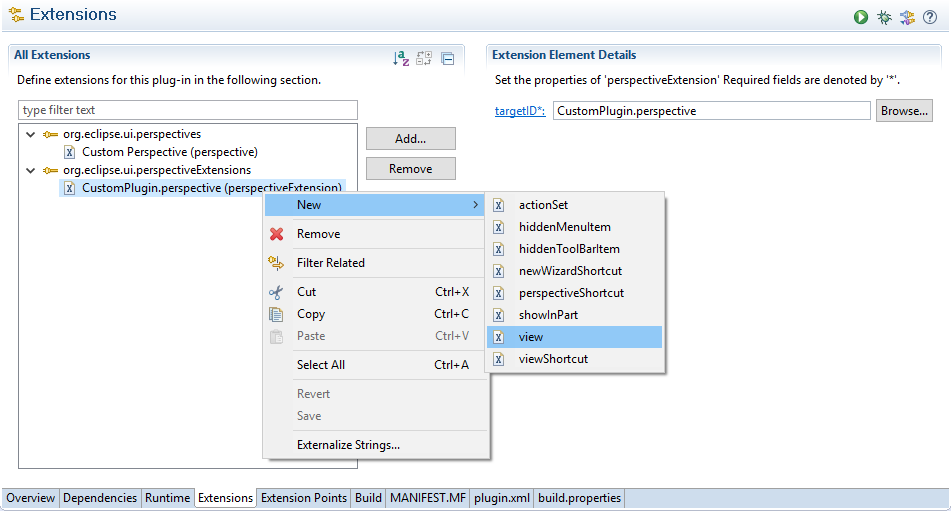 Extensions
All Extensions
Define extensions for this plug-in in the following section.
type filter text
org.eclipse.ui.perspectives
Custom Perspective (perspective)
org.eclipse.ui.perspectiveExtensions
CustomPlugin.perspective (perspectiveExtension)
Add...
Remove
Extension Element Details
Set the properties of 'perspectiveExtension' Required fields are denoted by '*'.
targetID*: CustomPlugin.perspective Browse...
New
Remove
Filter Related
Cut Ctrl+X
Copy Ctrl+C
Paste Ctrl+V
Select All Ctrl+A
Revert
Save
Externalize Strings...
actionSet
hiddenMenuItem
hiddenToolBarItem
newWizardShortcut
perspectiveShortcut
showInPart
view
viewShortcut
Overview Dependencies Runtime Extensions Extension Points Build MANIFEST.MF plugin.xml build.properties